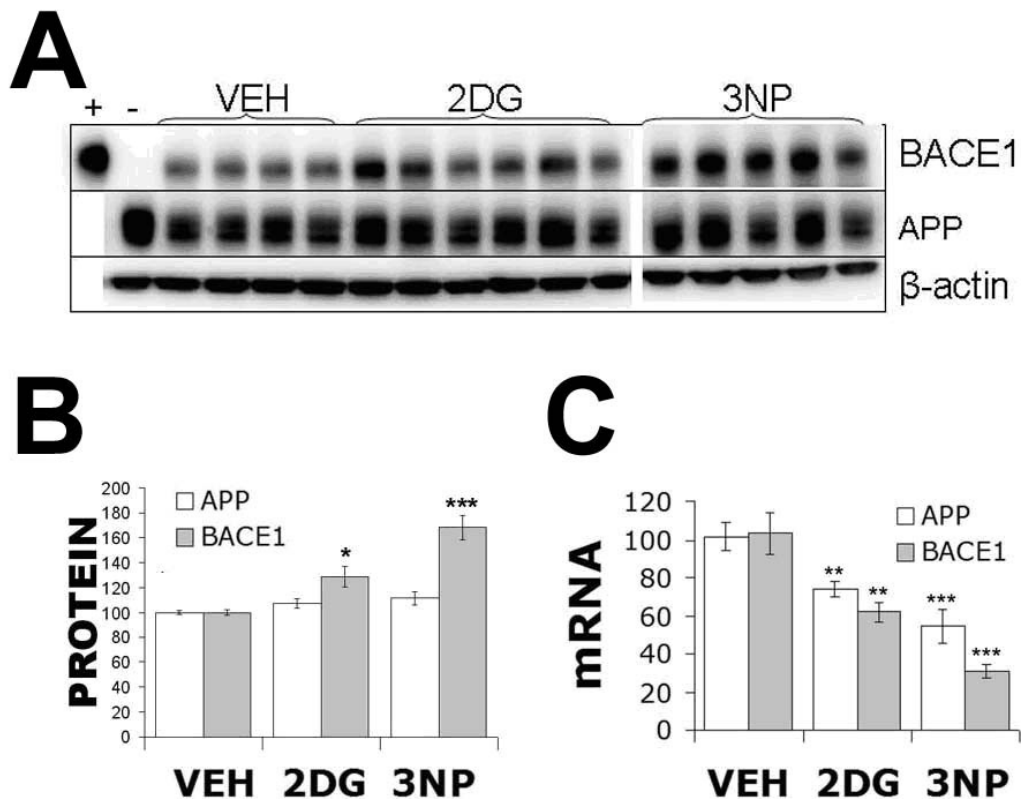 A
+ - VEH 2DG 3NP
BACE1
APP
β-actin
B
PROTEIN
200
180
160
140
120
100
80
60
40
20
0
APP
BACE1
*
***
VEH 2DG 3NP
C
mRNA
120
100
80
60
40
20
0
APP
BACE1
**
**
***
***
VEH 2DG 3NP